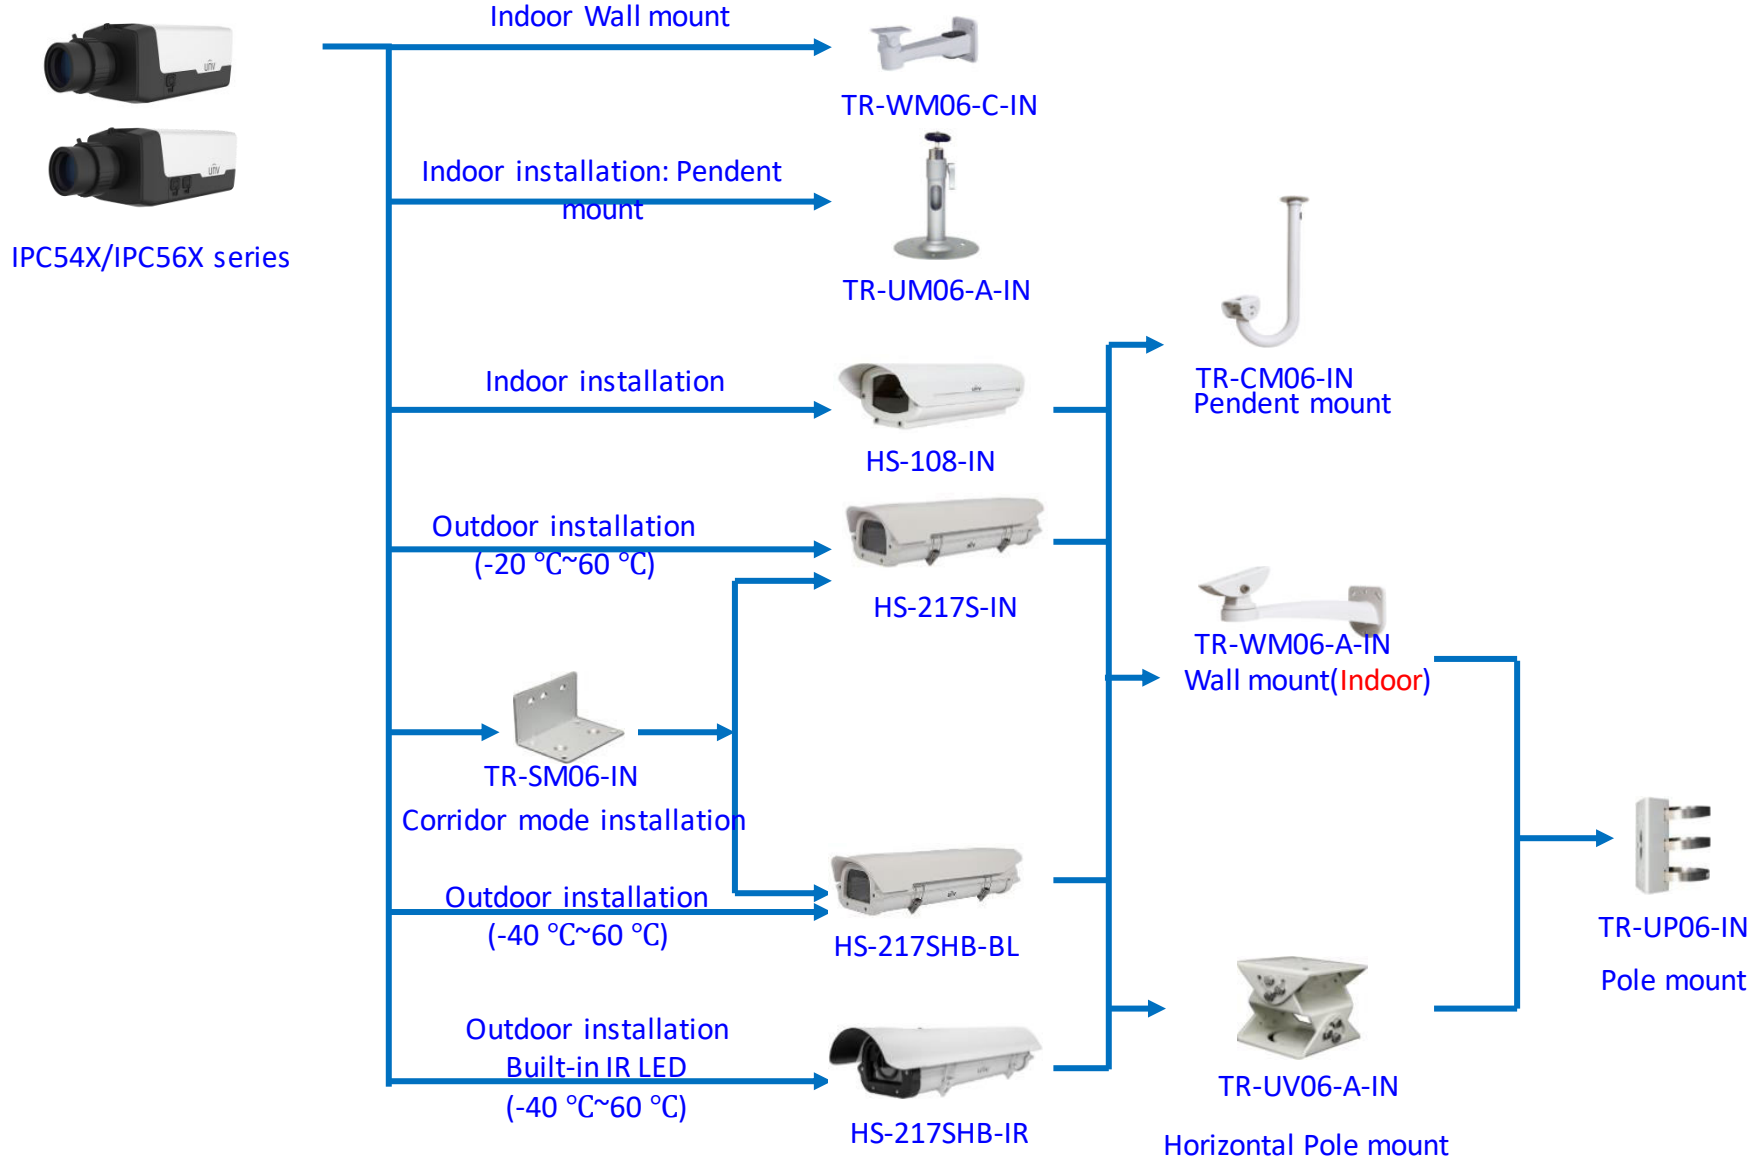 Indoor Wall mount
unv
TR-WM06-C-IN
unv
Indoor installation: Pendent
mount
IPC54X/IPC56X series
TR-UM06-A-IN
Indoor installation
TR-CM06-IN
Pendent mount
HS-108-IN
Outdoor installation
(-20 ℃~60 ℃)
HS-217S-IN
TR-WM06-A-IN
Wall mount(Indoor)
TR-SM06-IN
Corridor mode installation
Outdoor installation
(-40 ℃~60 ℃)
HS-217SHB-BL
TR-UP06-IN
Pole mount
Outdoor installation
Built-in IR LED
(-40 ℃~60 ℃)
HS-217SHB-IR
TR-UV06-A-IN
Horizontal Pole mount